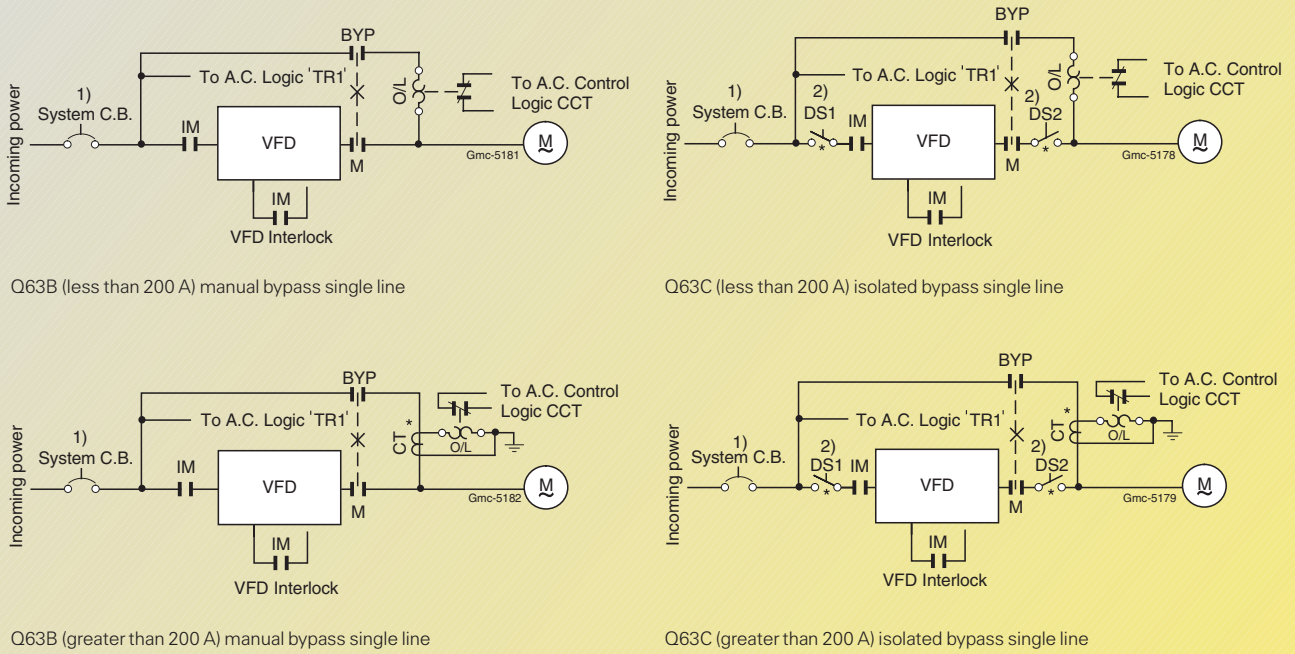 BYP
To A.C. Logic 'TR1'
1)
System C.B.
Incoming power
IM
VFD
O/L
To A.C. Control
Logic CCT
M
M
Gmc-5181
IM
VFD Interlock
Q63B (less than 200 A) manual bypass single line
BYP
To A.C. Logic 'TR1'
1)
System C.B.
Incoming power
2)
DS1
*
IM
VFD
O/L
To A.C. Control
Logic CCT
2)
DS2
*
M
M
Gmc-5178
IM
VFD Interlock
Q63C (less than 200 A) isolated bypass single line
BYP
To A.C. Logic 'TR1'
1)
System C.B.
Incoming power
IM
VFD
CT
*
O/L
To A.C. Control
Logic CCT
M
M
Gmc-5182
IM
VFD Interlock
Q63B (greater than 200 A) manual bypass single line
BYP
To A.C. Logic 'TR1'
1)
System C.B.
Incoming power
2)
DS1
*
IM
VFD
CT
*
O/L
To A.C. Control
Logic CCT
2)
DS2
*
M
M
Gmc-5179
IM
VFD Interlock
Q63C (greater than 200 A) isolated bypass single line